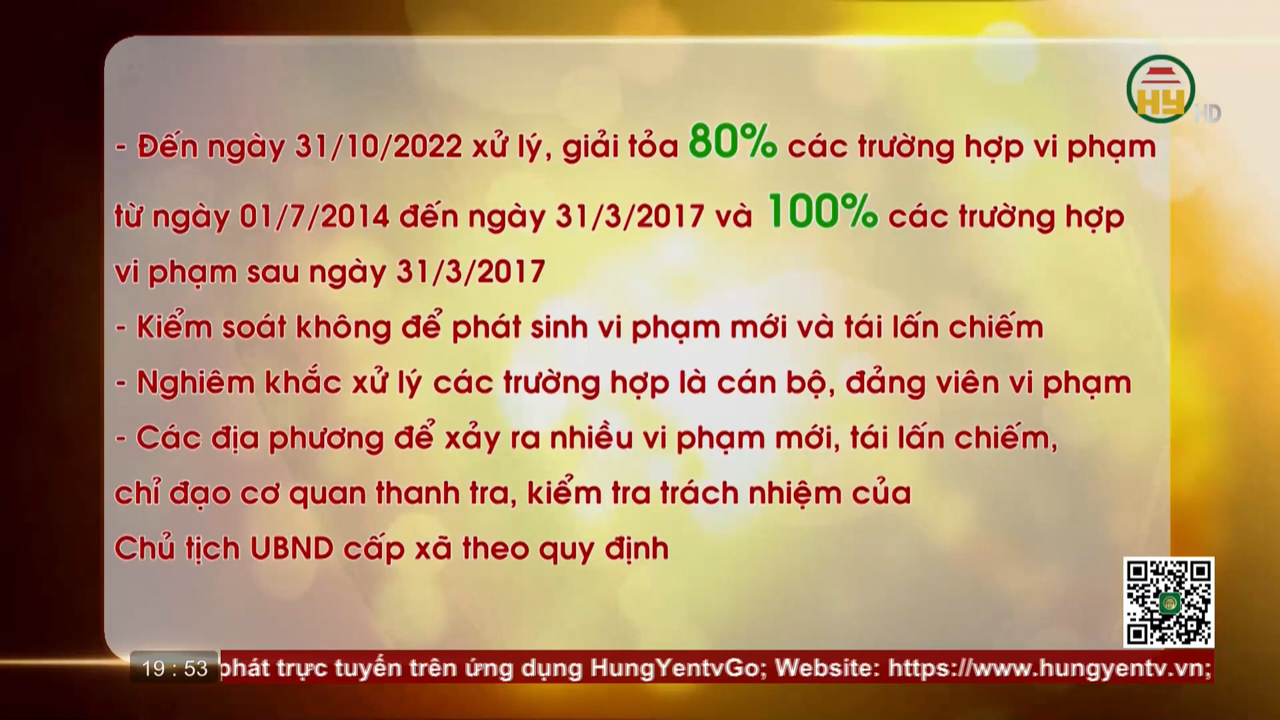 HY HD
- Đến ngày 31/10/2022 xử lý, giải tỏa 80% các trường hợp vi phạm
từ ngày 01/7/2014 đến ngày 31/3/2017 và 100% các trường hợp
vi phạm sau ngày 31/3/2017
- Kiểm soát không để phát sinh vi phạm mới và tái lấn chiếm
- Nghiêm khắc xử lý các trường hợp là cán bộ, đảng viên vi phạm
- Các địa phương để xảy ra nhiều vi phạm mới, tái lấn chiếm,
chỉ đạo cơ quan thanh tra, kiểm tra trách nhiệm của
Chủ tịch UBND cấp xã theo quy định
19 : 53 phát trực tuyến trên ứng dụng HungYentvGo; Website: https://www.hungyentv.vn;